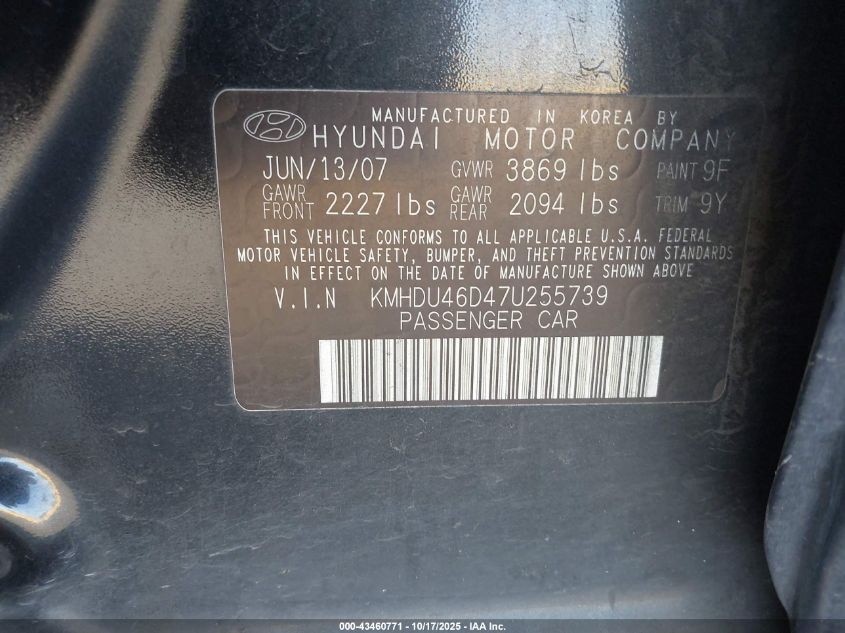 MANUFACTURED IN KOREA BY
HYUNDAI MOTOR COMPANY
JUN/13/07 GVWR 3869 lbs PAINT 9F
GAWR FRONT 2227 lbs GAWR REAR 2094 lbs TRIM 9Y
THIS VEHICLE CONFORMS TO ALL APPLICABLE U.S.A. FEDERAL
MOTOR VEHICLE SAFETY, BUMPER, AND THEFT PREVENTION STANDARDS
IN EFFECT ON THE DATE OF MANUFACTURE SHOWN ABOVE
V.I.N KMHDU46D47U255739
PASSENGER CAR
000-43460771 - 10/17/2025 - IAA Inc.